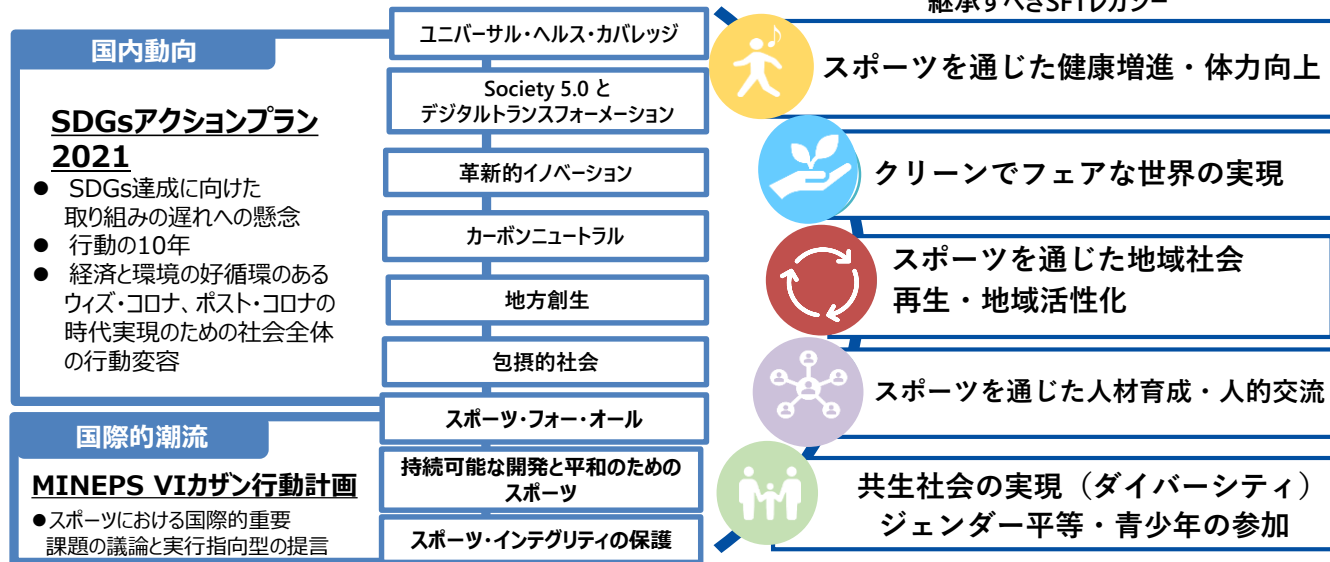 継承すべきSFTレガシー
国内動向
SDGsアクションプラン
2021
● SDGs達成に向けた
取り組みの遅れへの懸念
● 行動の10年
● 経済と環境の好循環のある
ウィズ・コロナ、ポスト・コロナの
時代実現のための社会全体
の行動変容
国際的潮流
MINEPS VIカザン行動計画
●スポーツにおける国際的重要
課題の議論と実行指向型の提言
ユニバーサル・ヘルス・カバレッジ
Society 5.0 と
デジタルトランスフォーメーション
革新的イノベーション
カーボンニュートラル
地方創生
包摂的社会
スポーツ・フォー・オール
持続可能な開発と平和のための
スポーツ
スポーツ・インテグリティの保護
スポーツを通じた健康増進・体力向上
クリーンでフェアな世界の実現
スポーツを通じた地域社会
再生・地域活性化
スポーツを通じた人材育成・人的交流
共生社会の実現（ダイバーシティ）
ジェンダー平等・青少年の参加